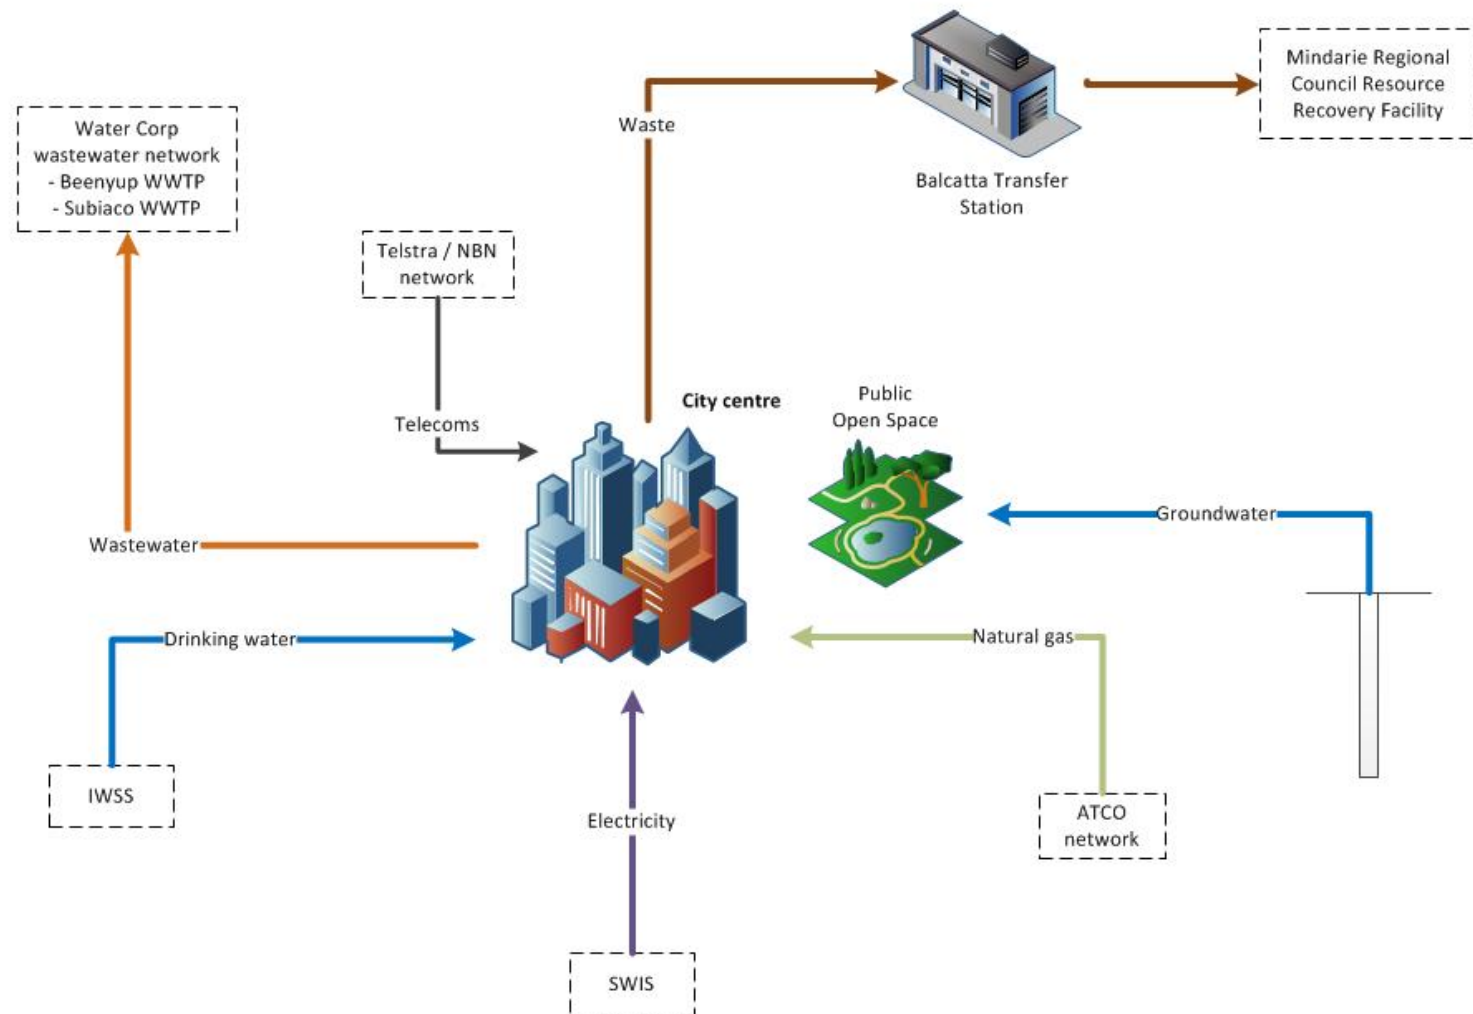 Mindarie Regional
Council Resource
Recovery Facility
Waste
Water Corp
wastewater network
- Beenyup WWTP
- Subiaco WWTP
Balcatta Transfer
Station
Telstra / NBN
network
City centre
Public
Open Space
Telecoms
Groundwater
Wastewater
Drinking water
Natural gas
IWSS
Electricity
ATCO
network
SWIS